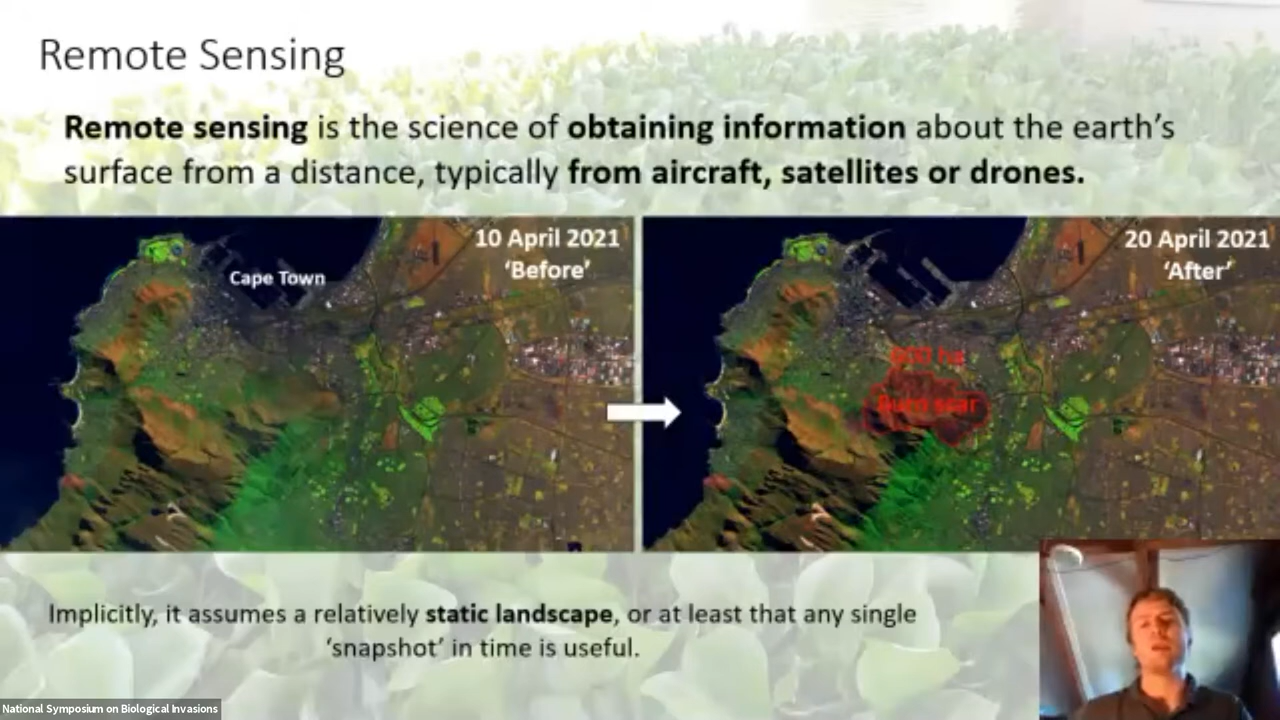 Remote Sensing
Remote sensing is the science of obtaining information about the earth's
surface from a distance, typically from aircraft, satellites or drones.
10 April 2021
'Before'
Cape Town
20 April 2021
'After'
600 ha
Burn scar
Implicitly, it assumes a relatively static landscape, or at least that any single
'snapshot' in time is useful.
National Symposium on Biological Invasions